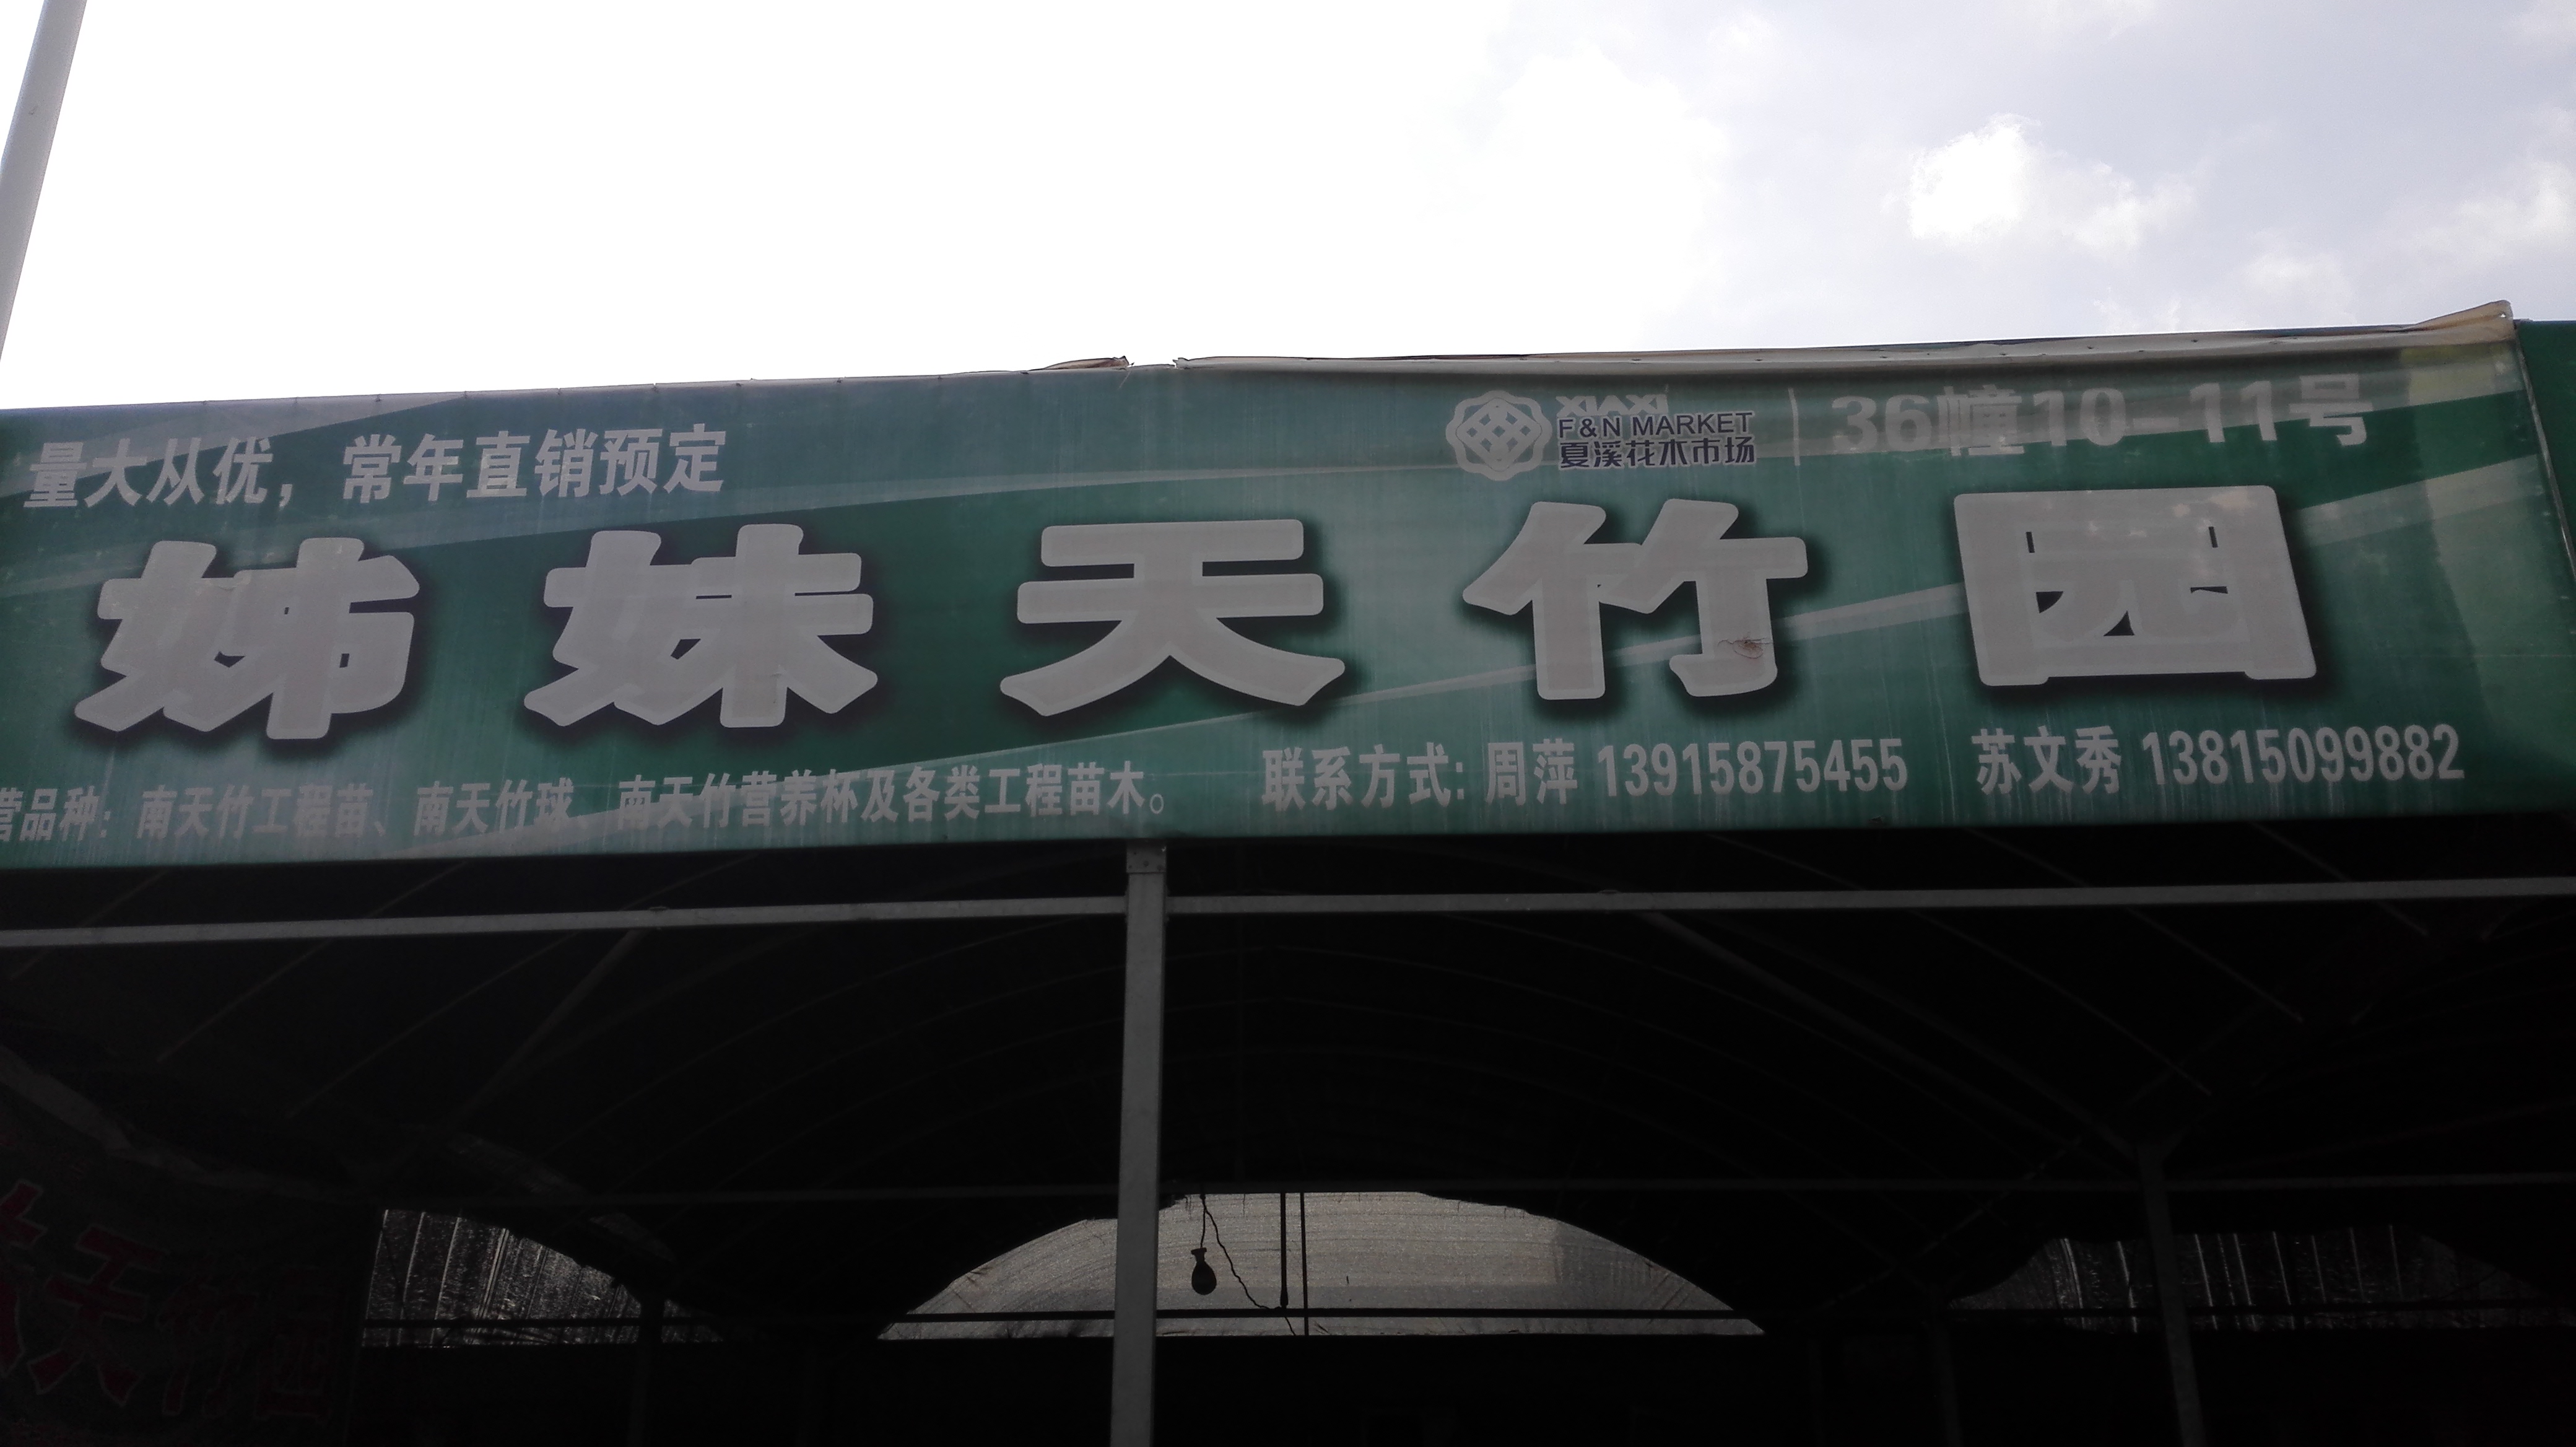 量大从优，常年直销预定
XIAXI
F&N MARKET
夏溪花木市场
36幢10-11号
姊妹天竹园
营品种：南天竹工程苗、南天竹球、南天竹营养杯及各类工程苗木。
联系方式：周萍 13915875455 苏文秀 13815099882
天竹园